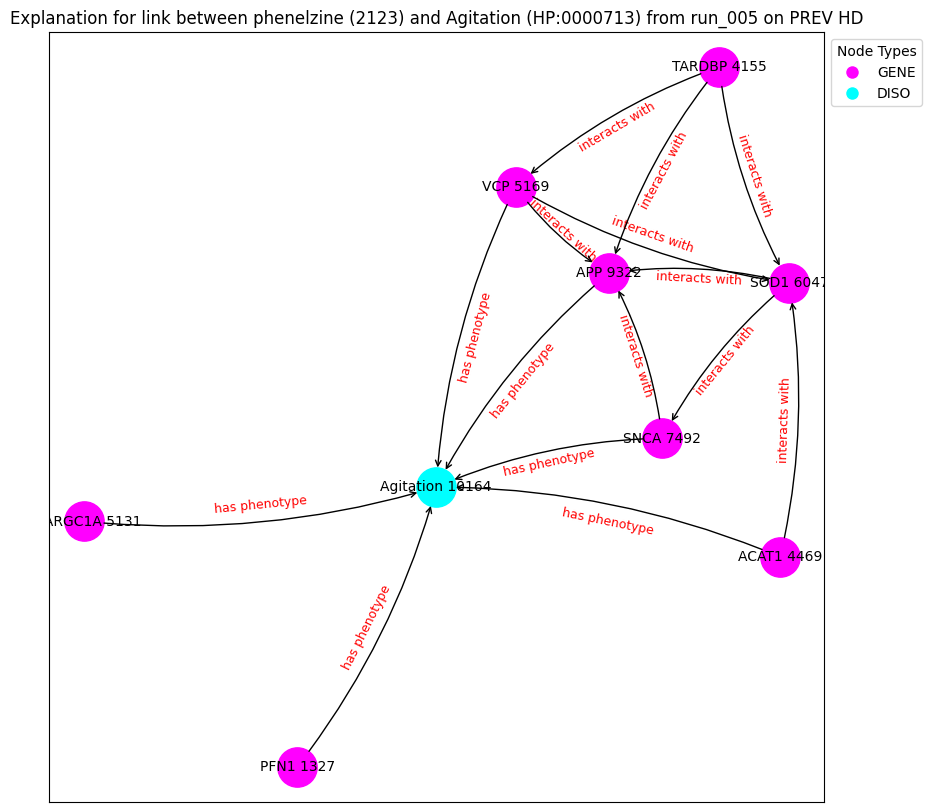 Explanation for link between phenelzine (2123) and Agitation (HP:0000713) from run_005 on PREV HD
Node Types
GENE
DISO
TARDBP 4155
interacts with
interacts with
interacts with
VCP 5169
interacts with
interacts with
APP 9322
interacts with
SOD1 6047
has phenotype
has phenotype
interacts with
interacts with
interacts with
SNCA 7492
has phenotype
Agitation 10164
has phenotype
has phenotype
ARGC1A 5131
ACAT1 4469
has phenotype
PFN1 1327